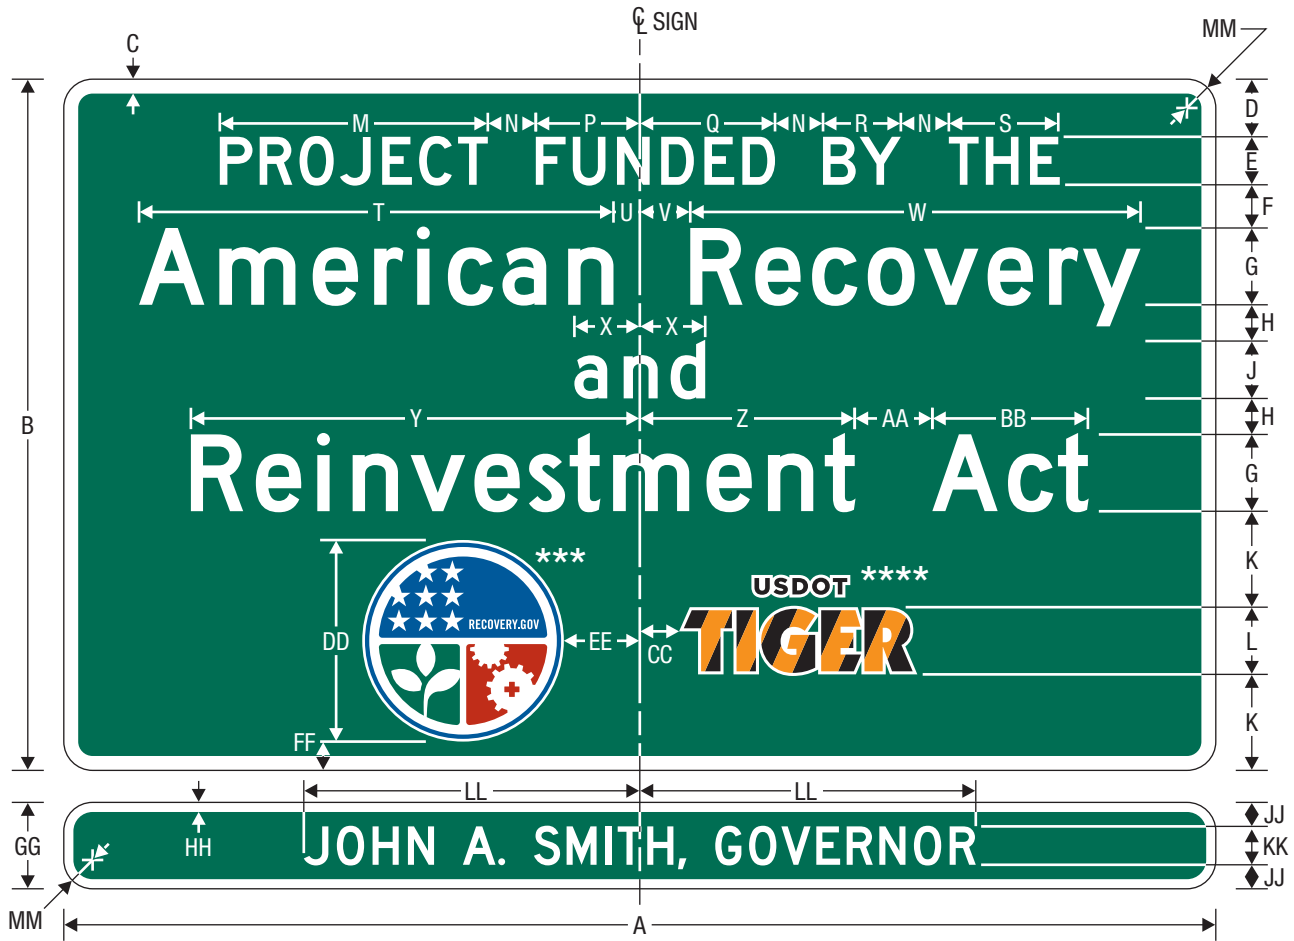 ℄ SIGN
MM
C
D
M N P Q N R N S
PROJECT FUNDED BY THE
E
T U V W
F
American Recovery
G
X X
H
and
J
B
Y Z AA BB
H
Reinvestment Act
G
***
K
USDOT ****
RECOVERY.GOV
TIGER
DD EE CC
L
FF
K
LL LL
JJ
GG HH
JOHN A. SMITH, GOVERNOR
KK
JJ
MM
A